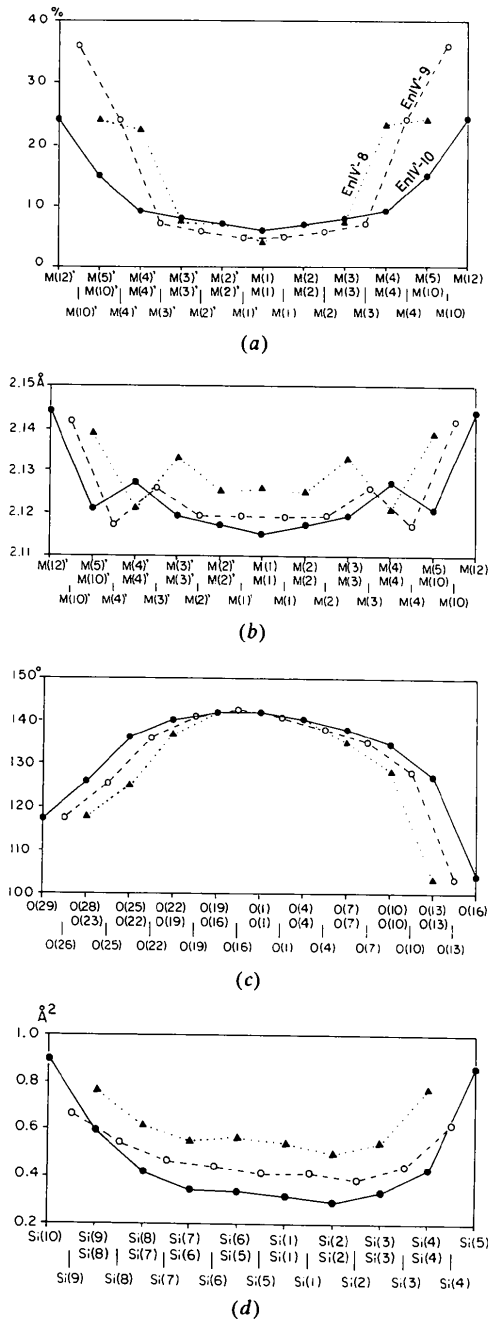 40 %
30
20
10
0
EnIV'-9
EnIV'-8
EnIV'-10
M(12)' M(5)' M(4)' M(3)' M(2)' M(1) M(2) M(3) M(4) M(5) M(12)
M(10)' M(4)' M(3)' M(2)' M(1) M(2) M(3) M(4) M(10)
M(10)' M(4)' M(3)' M(2)' M(1)' M(1) M(2) M(3) M(4) M(10)
(a)
2.15 Å
2.14
2.13
2.12
2.11
M(12)' M(5)' M(4)' M(3)' M(2)' M(1) M(2) M(3) M(4) M(5) M(12)
M(10)' M(4)' M(3)' M(2)' M(1) M(2) M(3) M(4) M(10)
M(10)' M(4)' M(3)' M(2)' M(1)' M(1) M(2) M(3) M(4) M(10)
(b)
150°
140
130
120
110
100
O(29) O(28) O(25) O(22) O(19) O(1) O(4) O(7) O(10) O(13) O(16)
O(23) O(22) O(19) O(16) O(1) O(4) O(7) O(10) O(13)
O(26) O(25) O(22) O(19) O(16) O(1) O(4) O(7) O(10) O(13)
(c)
Å²
1.0
0.8
0.6
0.4
0.2
Si(10) Si(9) Si(8) Si(7) Si(6) Si(1) Si(2) Si(3) Si(4) Si(5)
Si(8) Si(7) Si(6) Si(5) Si(1) Si(2) Si(3) Si(4)
Si(9) Si(8) Si(7) Si(6) Si(5) Si(1) Si(2) Si(3) Si(4)
(d)